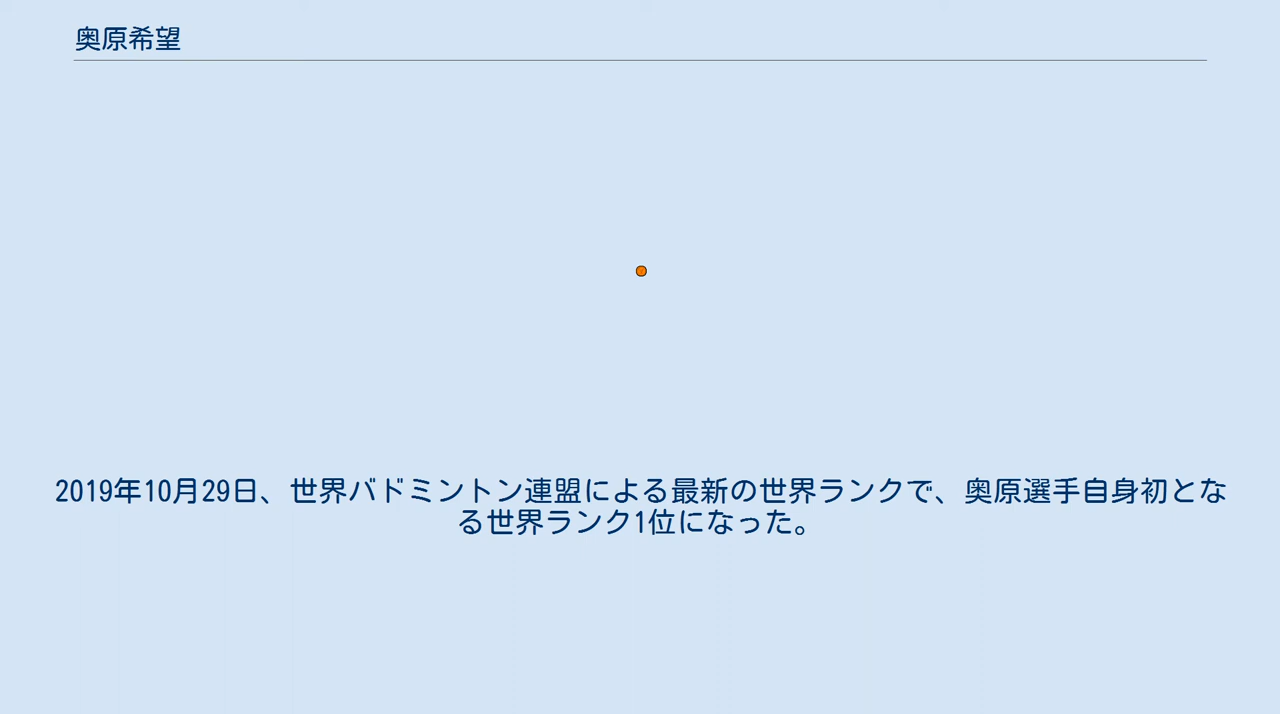 奥原希望
2019年10月29日、世界バドミントン連盟による最新の世界ランクで、奥原選手自身初とな
る世界ランク1位になった。